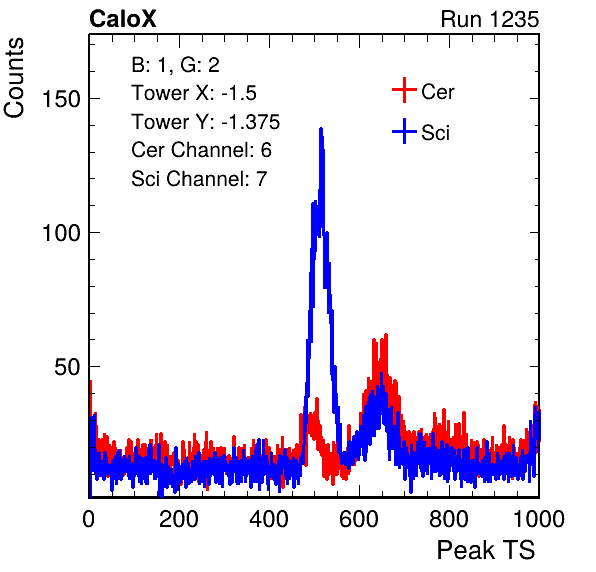 CaloX Run 1235
Counts
B: 1, G: 2
Tower X: -1.5
Tower Y: -1.375
Cer Channel: 6
Sci Channel: 7
Cer
Sci
150
100
50
0 200 400 600 800 1000
Peak TS